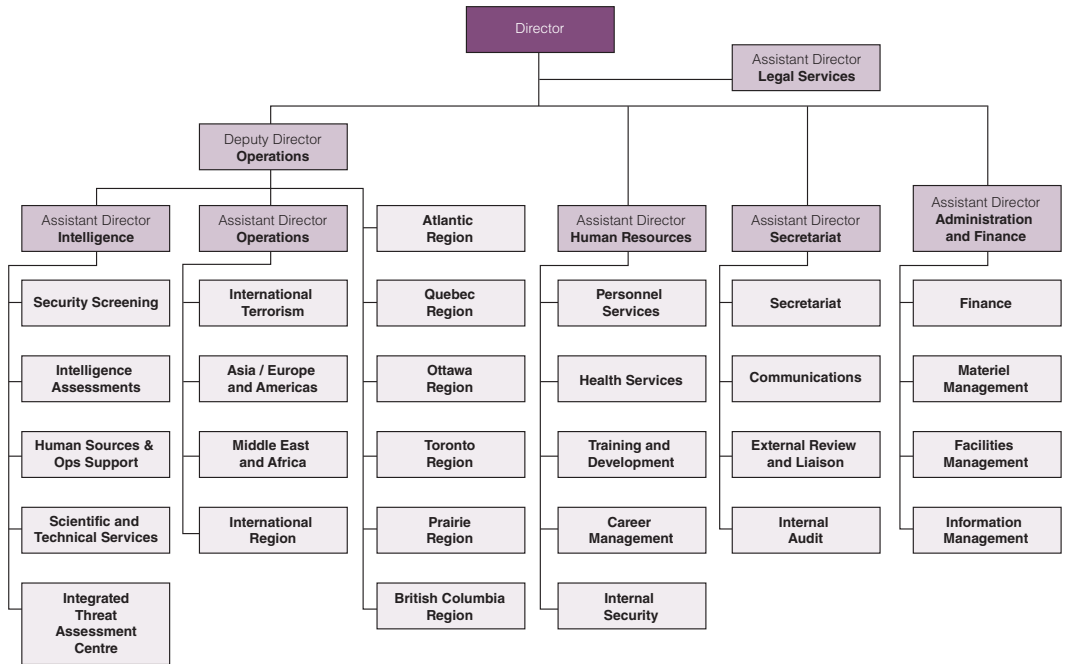 Director
Assistant Director
Legal Services
Deputy Director
Operations
Assistant Director
Intelligence
Security Screening
Intelligence
Assessments
Human Sources &
Ops Support
Scientific and
Technical Services
Integrated
Threat
Assessment
Centre
Assistant Director
Operations
International
Terrorism
Asia / Europe
and Americas
Middle East
and Africa
International
Region
Atlantic
Region
Quebec
Region
Ottawa
Region
Toronto
Region
Prairie
Region
British Columbia
Region
Assistant Director
Human Resources
Personnel
Services
Health Services
Training and
Development
Career
Management
Internal
Security
Assistant Director
Secretariat
Secretariat
Communications
External Review
and Liaison
Internal
Audit
Assistant Director
Administration
and Finance
Finance
Materiel
Management
Facilities
Management
Information
Management